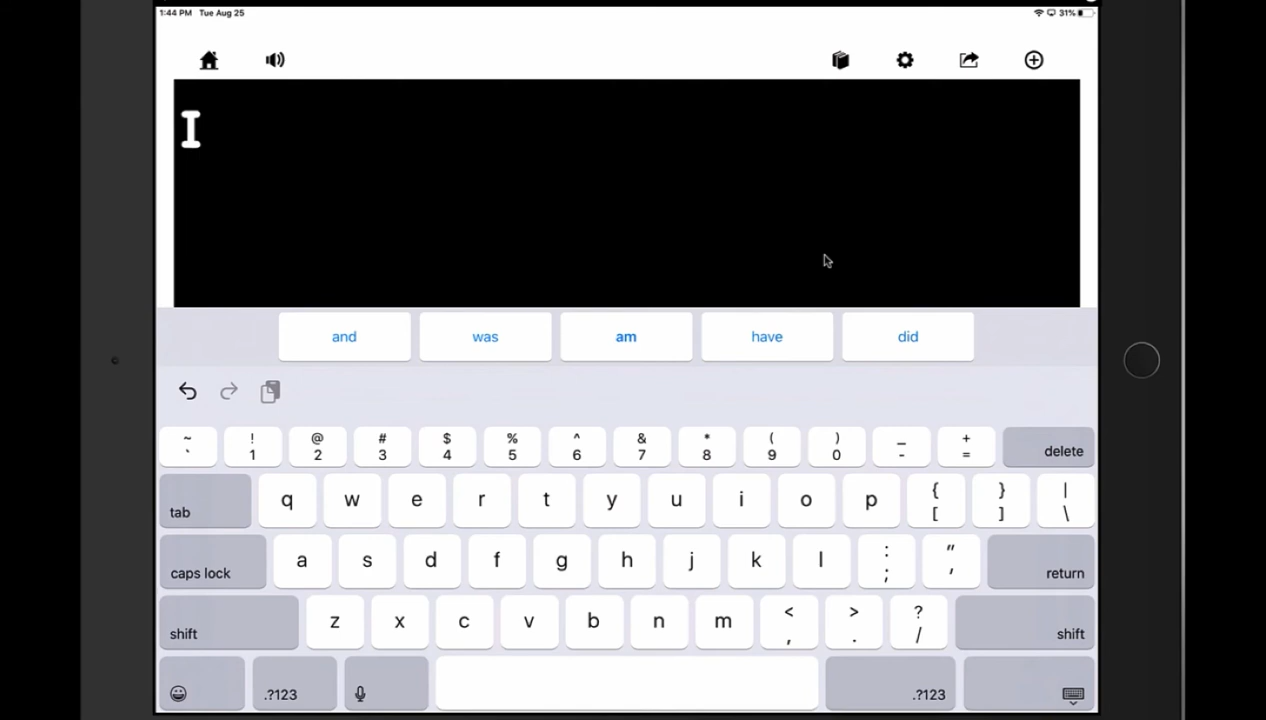 1:44 PM Tue Aug 25 31%
I
and was am have did
~ ! @ # $ % ^ & * ( ) _ +
` 1 2 3 4 5 6 7 8 9 0 - = delete
tab q w e r t y u i o p { [ } ] | \
caps lock a s d f g h j k l : ; " ' return
shift z x c v b n m < , > . ? / shift
.?123 .?123